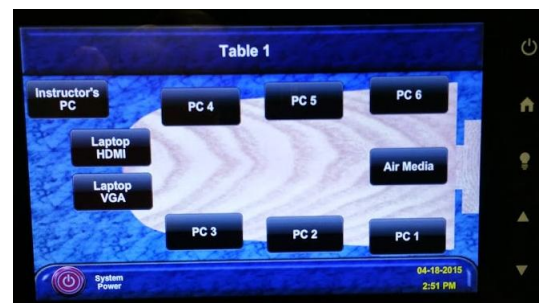 Table 1
Instructor's
PC
PC 4
PC 5
PC 6
Laptop
HDMI
Air Media
Laptop
VGA
PC 3
PC 2
PC 1
System
Power
04-18-2015
2:51 PM